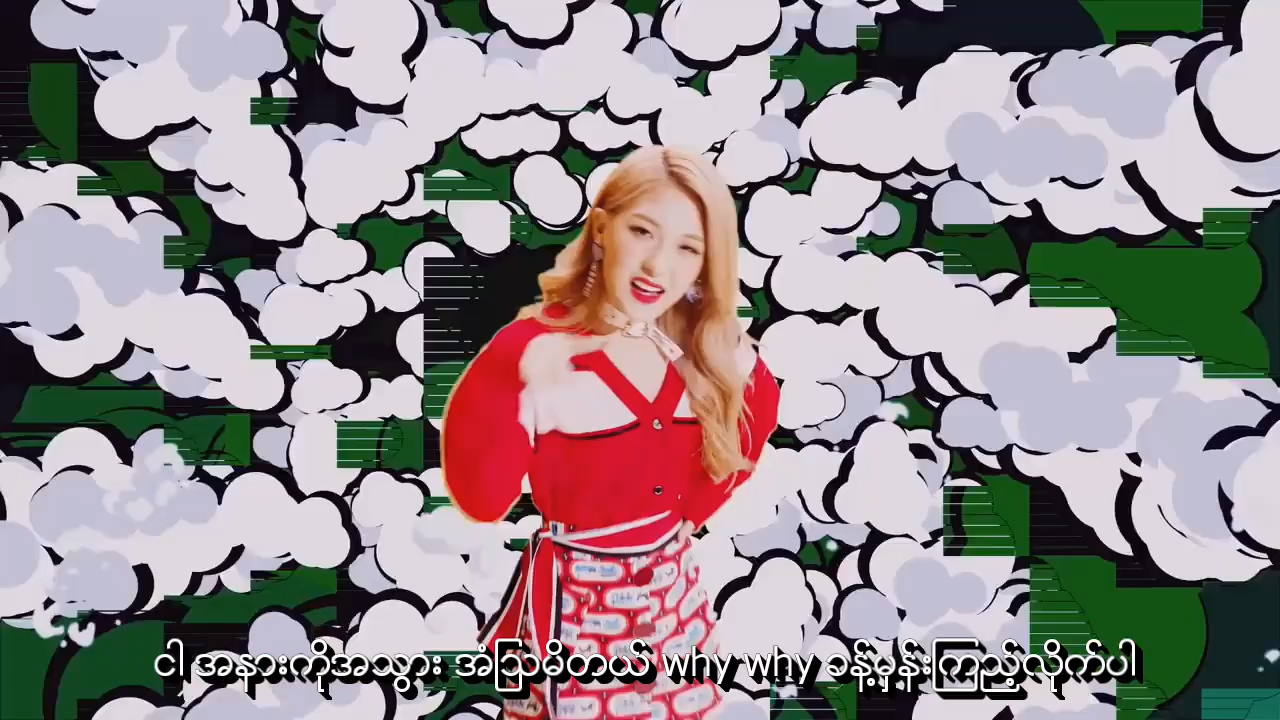 ငါ့ အနားကိုအသွား အံဩမိတယ် why why ခန့်မှန်းကြည့်လိုက်ပါ